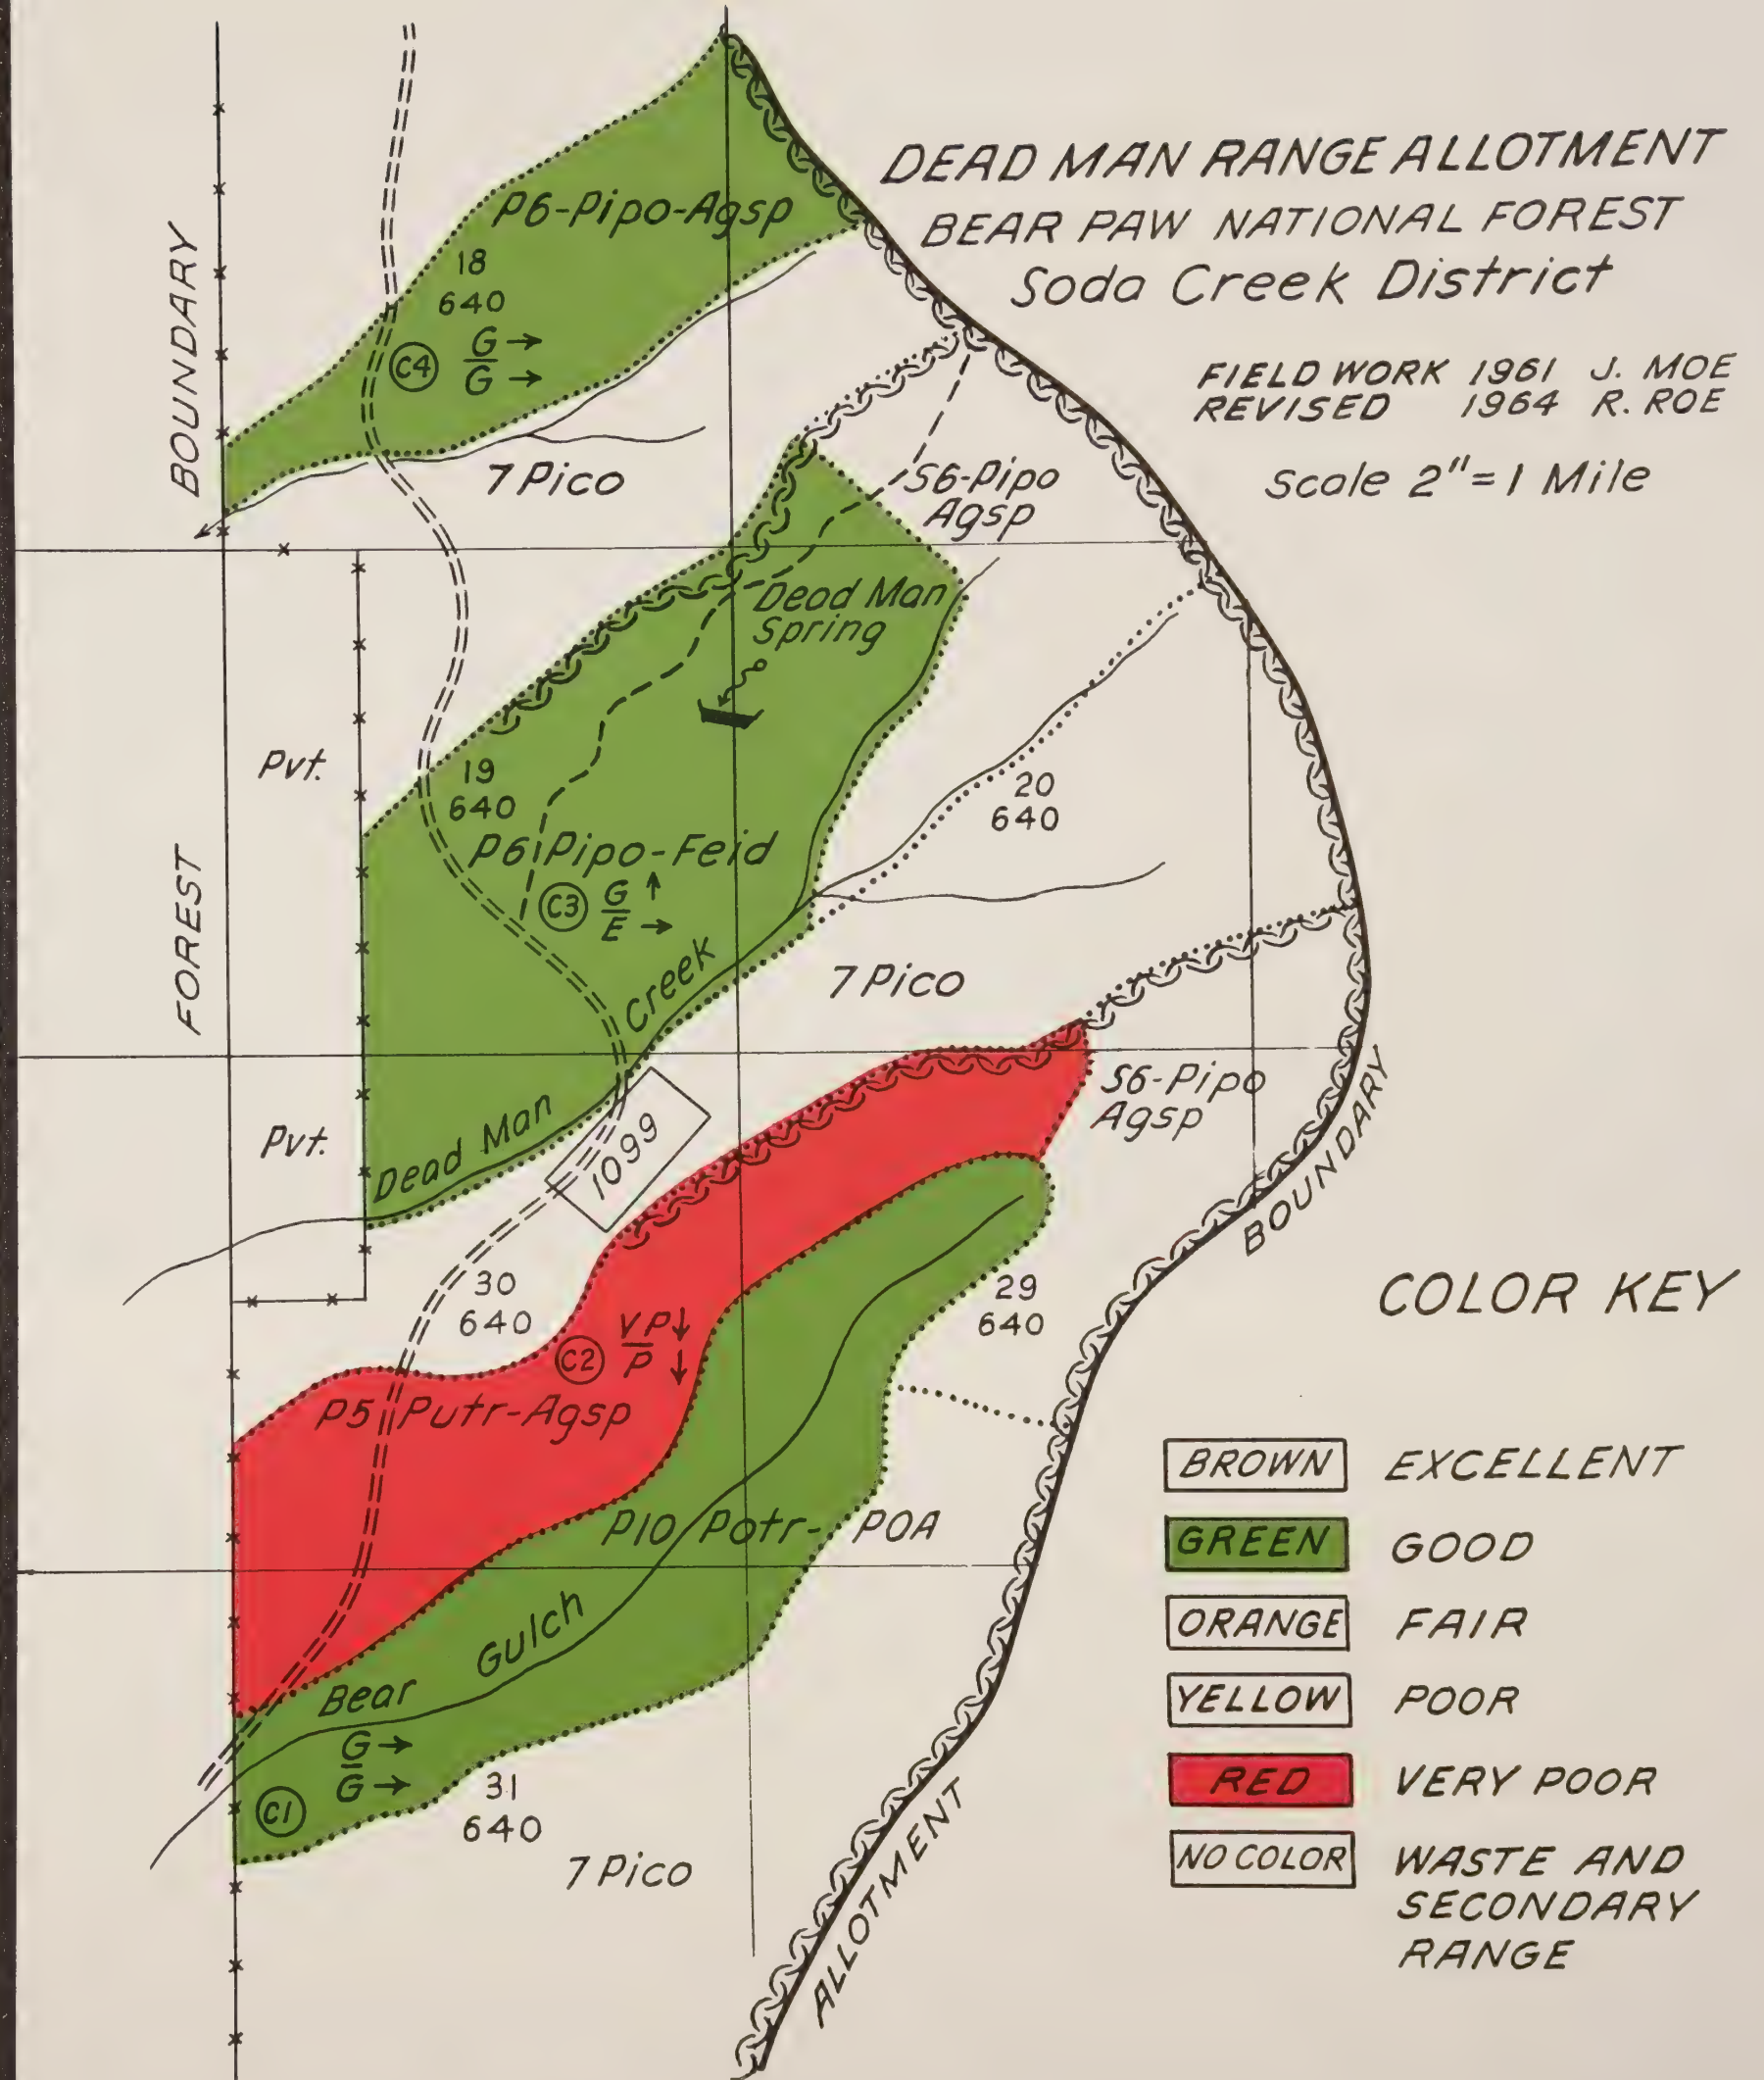 DEAD MAN RANGE ALLOTMENT
BEAR PAW NATIONAL FOREST
Soda Creek District
FIELD WORK 1961 J. MOE
REVISED 1964 R. ROE
Scale 2"=1 Mile
P6-Pipo-Agsp
18
640
C4 G→
G→
BOUNDARY
7 Pico
S6-Pipo
Agsp
Dead Man
Spring
Pvt.
19
640
20
640
P6 Pipo-Feid
C3 G↑
E→
FOREST
Creek
7 Pico
S6-Pipo
Agsp
Dead Man
1099
Pvt.
BOUNDARY
30
640
29
640
C2 VP↓
P↓
P5 Putr-Agsp
P10 Potr-POA
Gulch
Bear
G→
G→
C1
31
640
7 Pico
ALLOTMENT
COLOR KEY
BROWN EXCELLENT
GREEN GOOD
ORANGE FAIR
YELLOW POOR
RED VERY POOR
NO COLOR WASTE AND
SECONDARY
RANGE